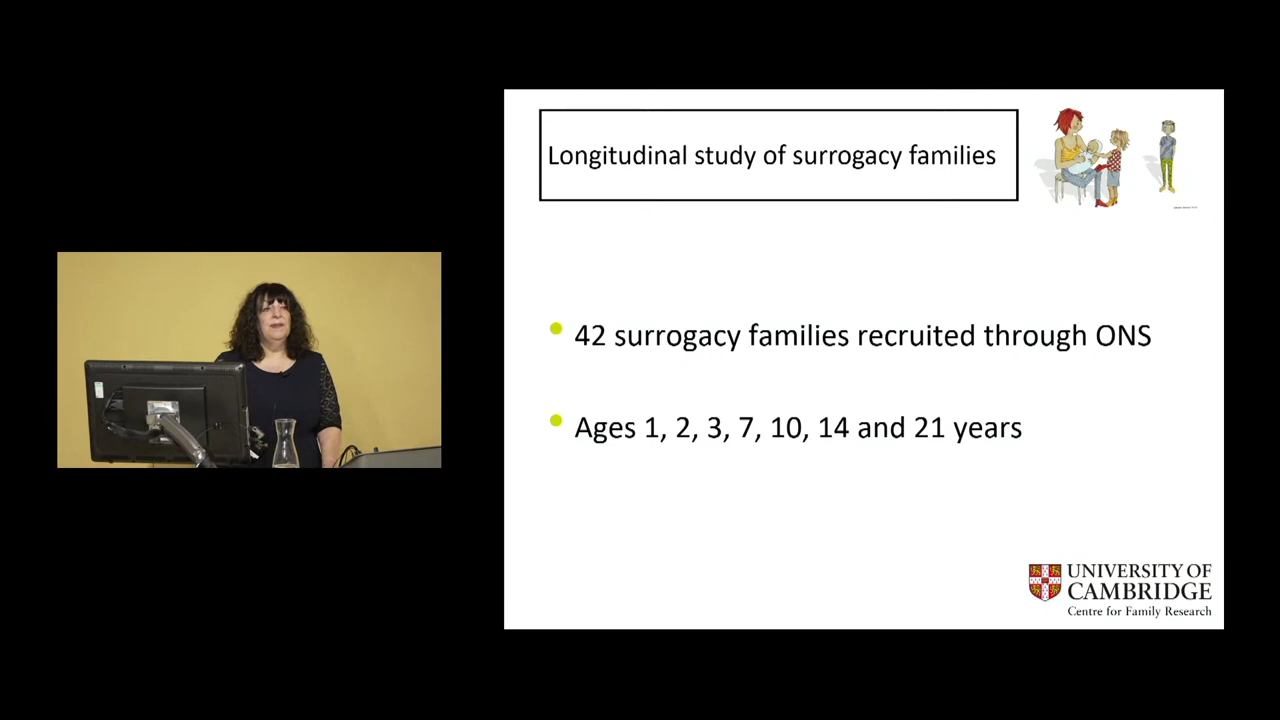 Longitudinal study of surrogacy families
• 42 surrogacy families recruited through ONS
• Ages 1, 2, 3, 7, 10, 14 and 21 years
UNIVERSITY OF
CAMBRIDGE
Centre for Family Research